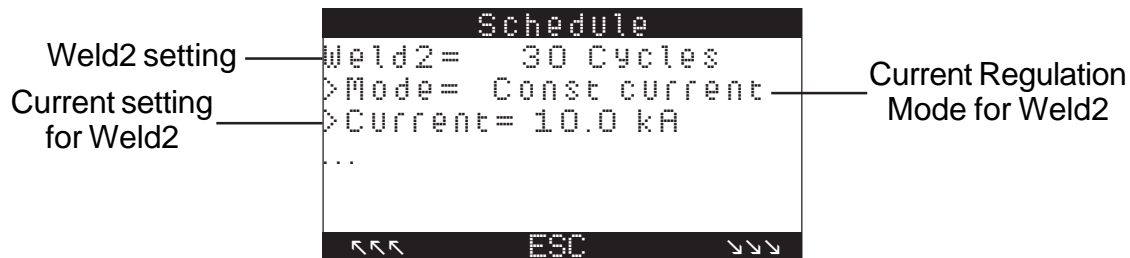 Schedule
Weld2 setting
Weld2= 30 Cycles
>Mode= Const current
Current Regulation
Mode for Weld2
Current setting
for Weld2
>Current= 10.0 kA
...
↖↖↖ ESC ↘↘↘